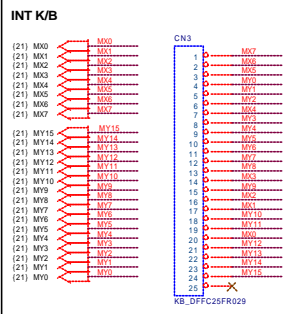 INT K/B
(21) MX0 MX0
(21) MX1 MX1
(21) MX2 MX2
(21) MX3 MX3
(21) MX4 MX4
(21) MX5 MX5
(21) MX6 MX6
(21) MX7 MX7
(21) MY15 MY15
(21) MY14 MY14
(21) MY13 MY13
(21) MY12 MY12
(21) MY11 MY11
(21) MY10 MY10
(21) MY9 MY9
(21) MY8 MY8
(21) MY7 MY7
(21) MY6 MY6
(21) MY5 MY5
(21) MY4 MY4
(21) MY3 MY3
(21) MY2 MY2
(21) MY1 MY1
(21) MY0 MY0
CN3
1 MX7
2 MX6
3 MX5
4 MY0
5 MY1
6 MY2
7 MX4
8 MY3
9 MY4
10 MY5
11 MY6
12 MY7
13 MY8
14 MX3
15 MY9
16 MX2
17 MX1
18 MY10
19 MY11
20 MX0
21 MY12
22 MY13
23 MY14
24 MY15
25
KB_DFFC25FR029